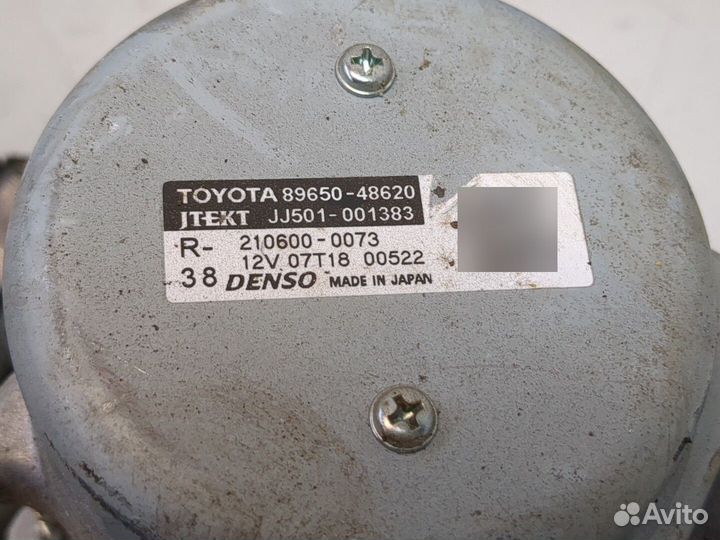 TOYOTA 89650-48620
JTEKT JJ501-001383
R- 210600-0073
12V 07T18 00522
38 DENSO MADE IN JAPAN
Avito